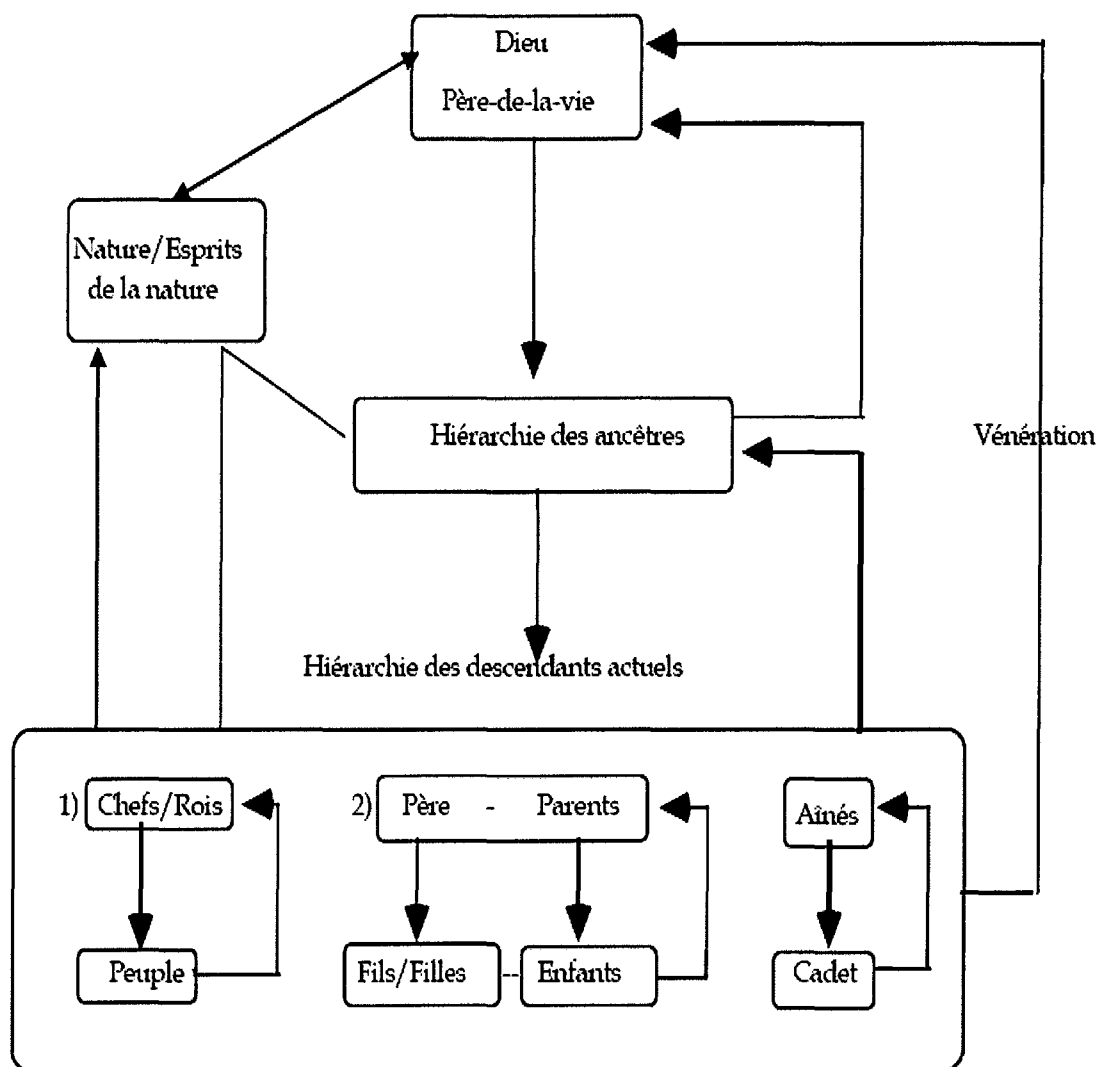 Dieu
Père-de-la-vie
Nature/Esprits
de la nature
Hiérarchie des ancêtres
Vénération
Hiérarchie des descendants actuels
1) Chefs/Rois
2) Père - Parents
Aînés
Peuple
Fils/Filles -- Enfants
Cadet